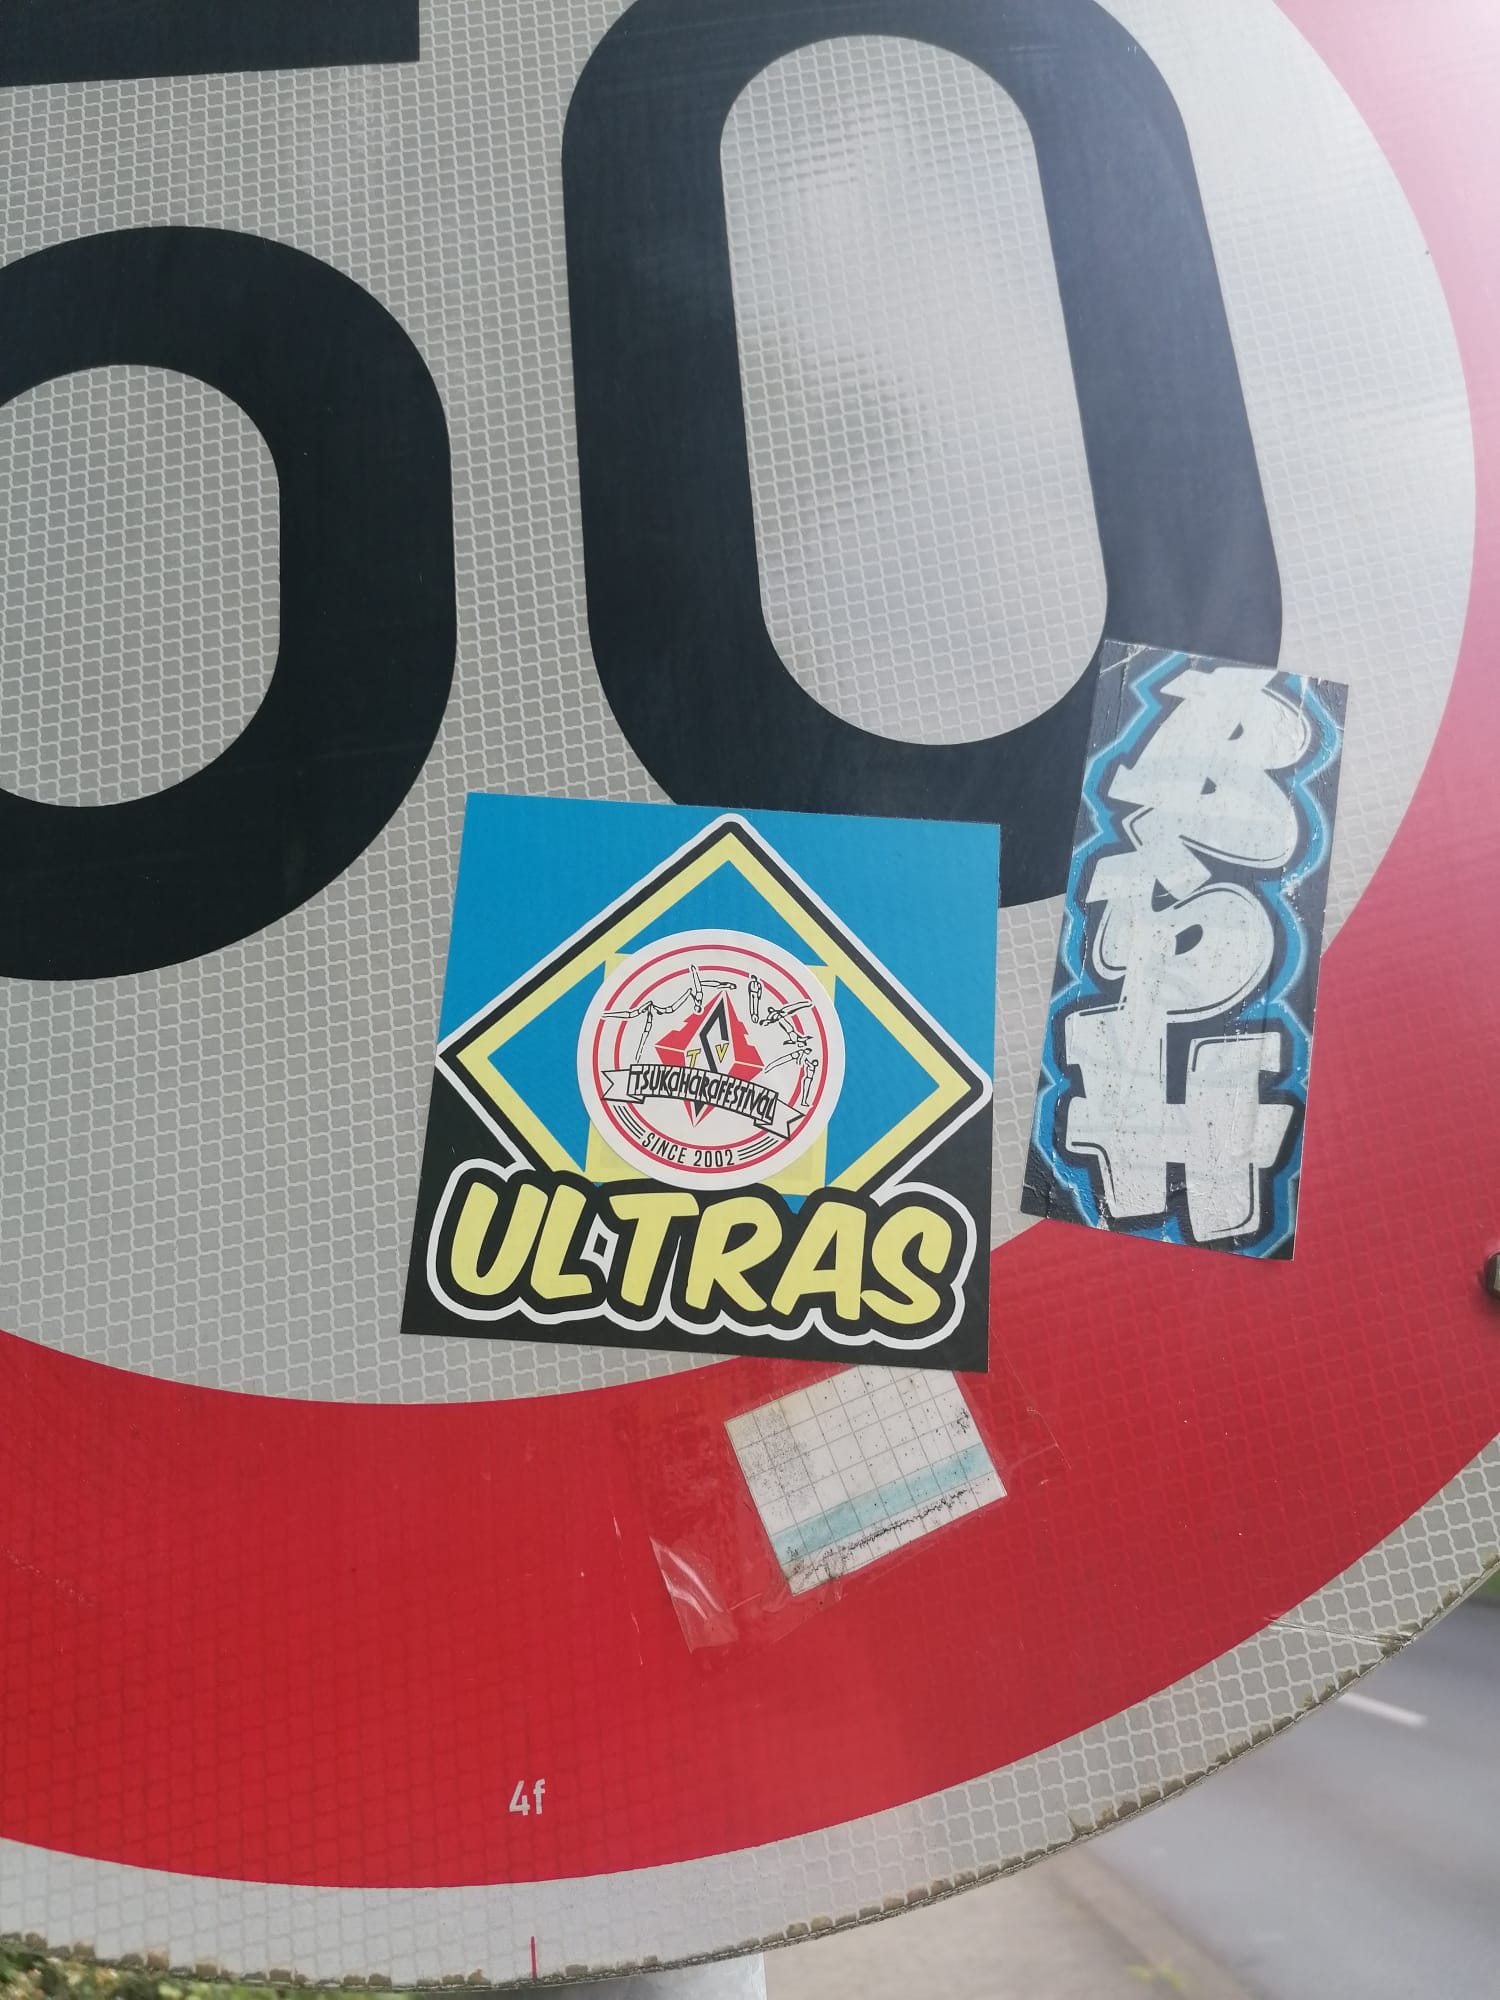 50
T V
TSUKAHARAFESTIVAL
SINCE 2002
ULTRAS
4f